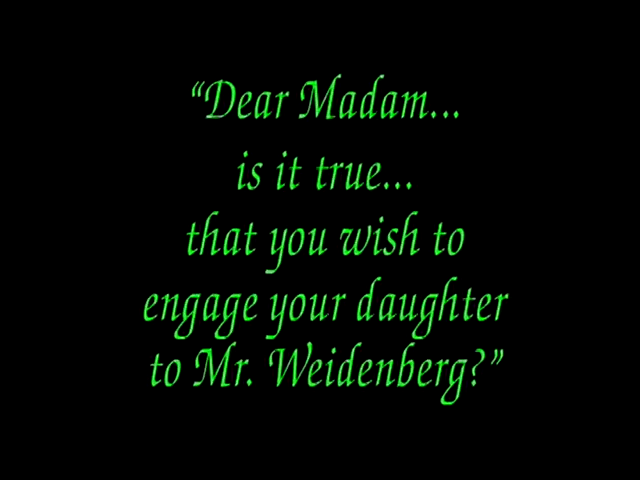 “Dear Madam...
is it true...
that you wish to
engage your daughter
to Mr. Weidenberg?”